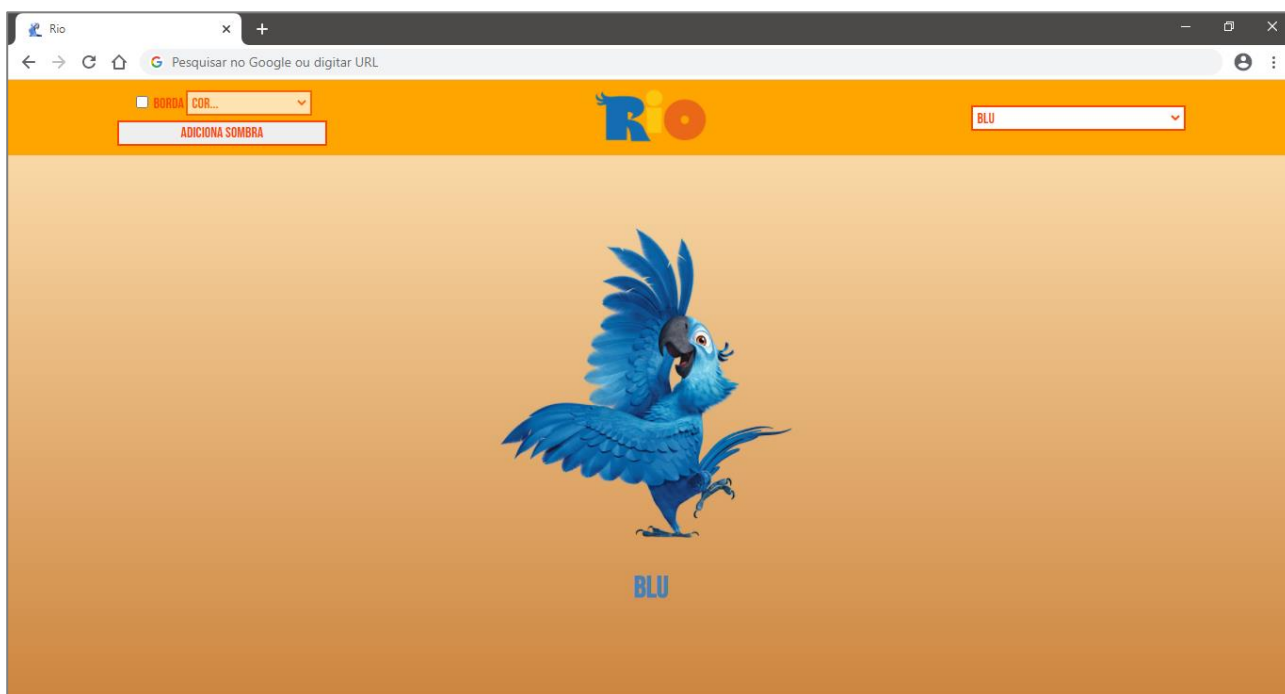 Rio
Pesquisar no Google ou digitar URL
BORDA COR...
ADICIONA SOMBRA
RiO
BLU
BLU